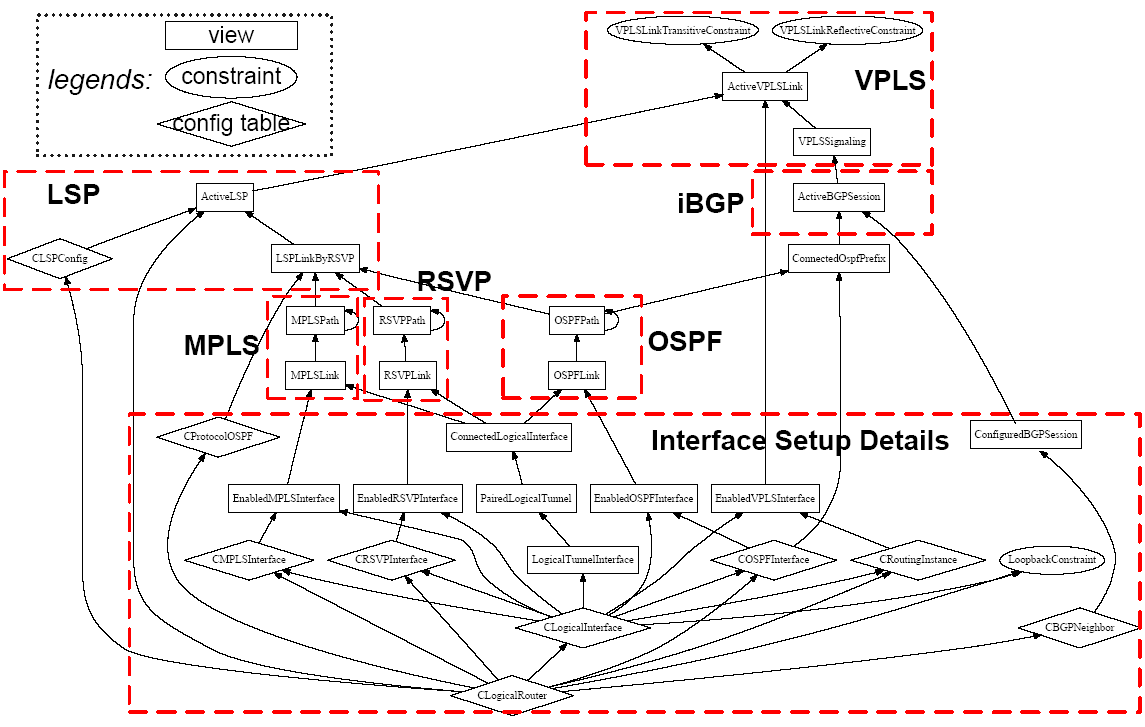 view
legends:
constraint
config table
VPLSLinkTransitiveConstraint
VPLSLinkReflectiveConstraint
ActiveVPLSLink
VPLS
VPLSSignaling
LSP
ActiveLSP
iBGP
ActiveBGPSession
CLSPConfig
LSPLinkByRSVP
ConnectedOspfPrefix
RSVP
MPLSPath
RSVPPath
OSPFPath
MPLS
OSPF
MPLSLink
RSVPLink
OSPFLink
CProtocolOSPF
ConnectedLogicalInterface
Interface Setup Details
ConfiguredBGPSession
EnabledMPLSInterface
EnabledRSVPInterface
PairedLogicalTunnel
EnabledOSPFInterface
EnabledVPLSInterface
CMPLSInterface
CRSVPInterface
LogicalTunnelInterface
COSPFInterface
CRoutingInstance
LoopbackConstraint
CLogicalInterface
CBGPNeighbor
CLogicalRouter